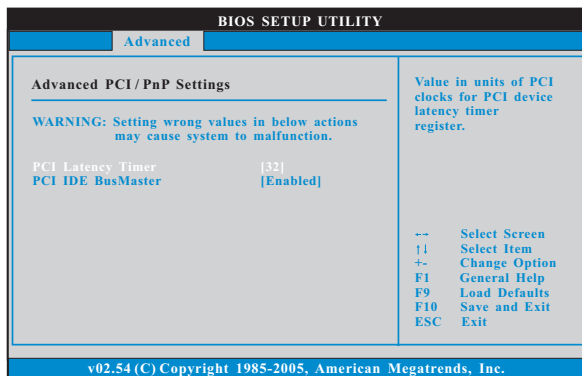 BIOS SETUP UTILITY
Advanced
Advanced PCI / PnP Settings
WARNING: Setting wrong values in below actions
may cause system to malfunction.
PCI Latency Timer [32]
PCI IDE BusMaster [Enabled]
Value in units of PCI
clocks for PCI device
latency timer
register.
←→ Select Screen
↑↓ Select Item
+- Change Option
F1 General Help
F9 Load Defaults
F10 Save and Exit
ESC Exit
v02.54 (C) Copyright 1985-2005, American Megatrends, Inc.